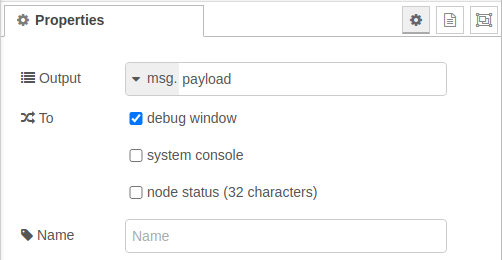 Properties
Output msg. payload
To debug window
system console
node status (32 characters)
Name Name